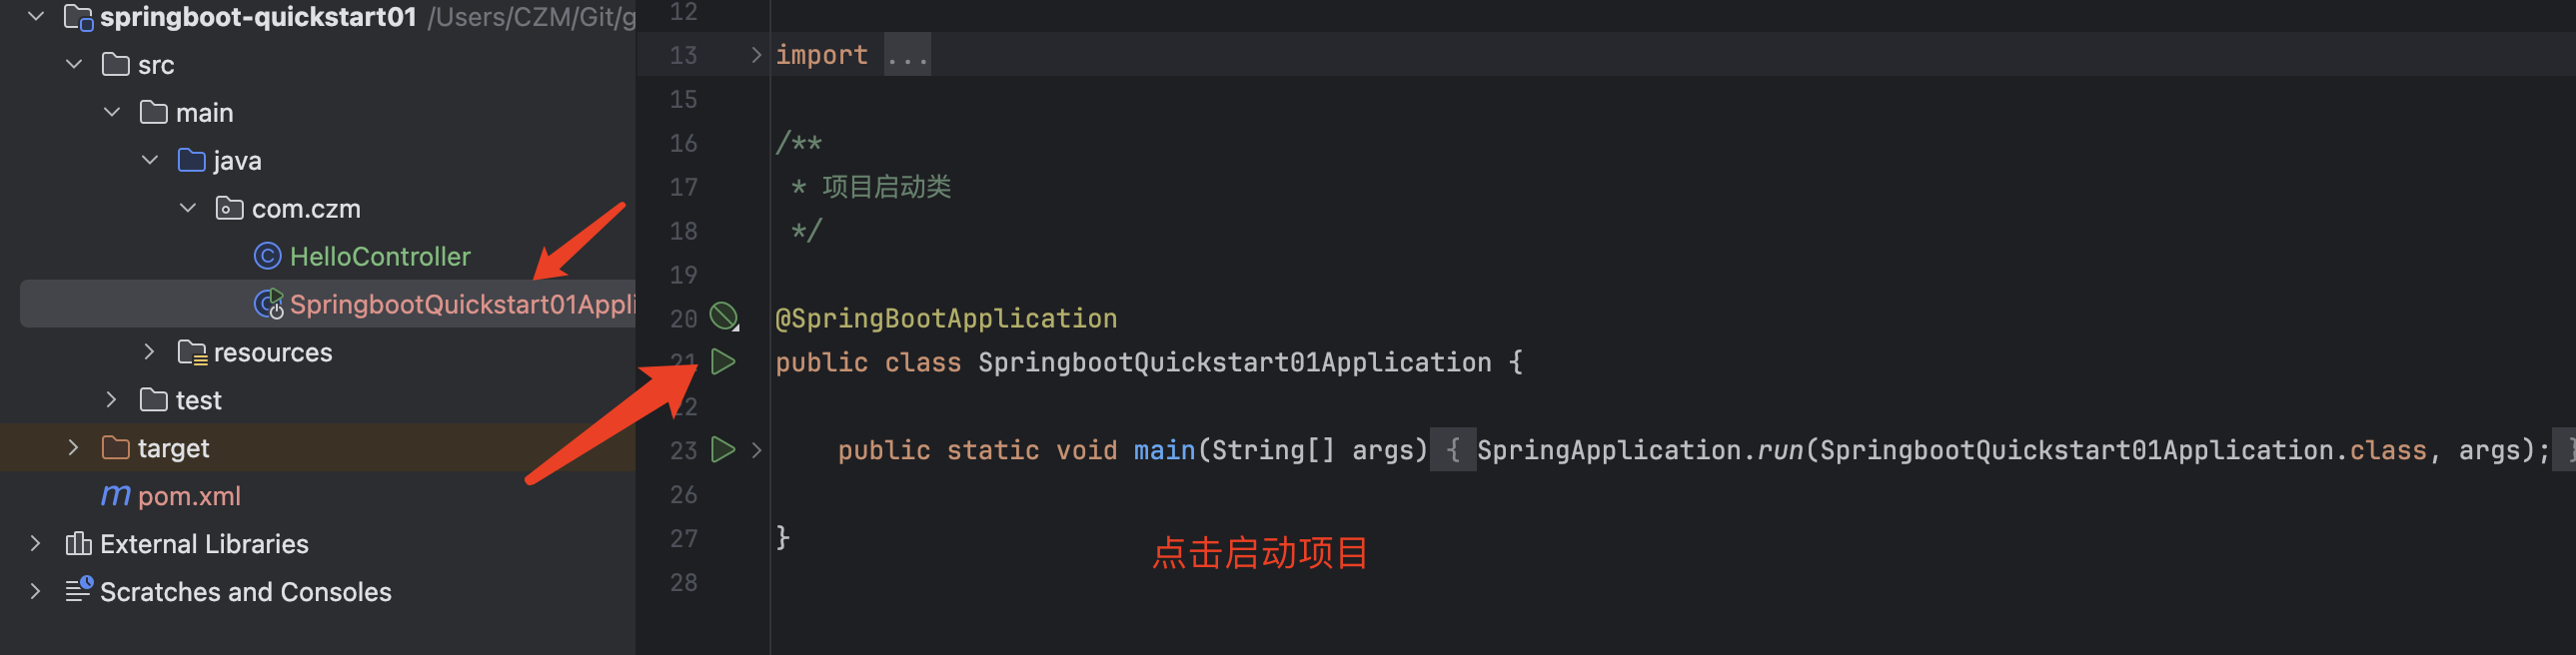 springboot-quickstart01 /Users/CZM/Git/g
src
main
java
com.czm
HelloController
SpringbootQuickstart01Appli
resources
test
target
pom.xml
External Libraries
Scratches and Consoles
12
13 import ...
15
16 /**
17 * 项目启动类
18 */
19
20 @SpringBootApplication
21 public class SpringbootQuickstart01Application {
22
23 public static void main(String[] args) { SpringApplication.run(SpringbootQuickstart01Application.class, args); }
26
27 }
28
点击启动项目